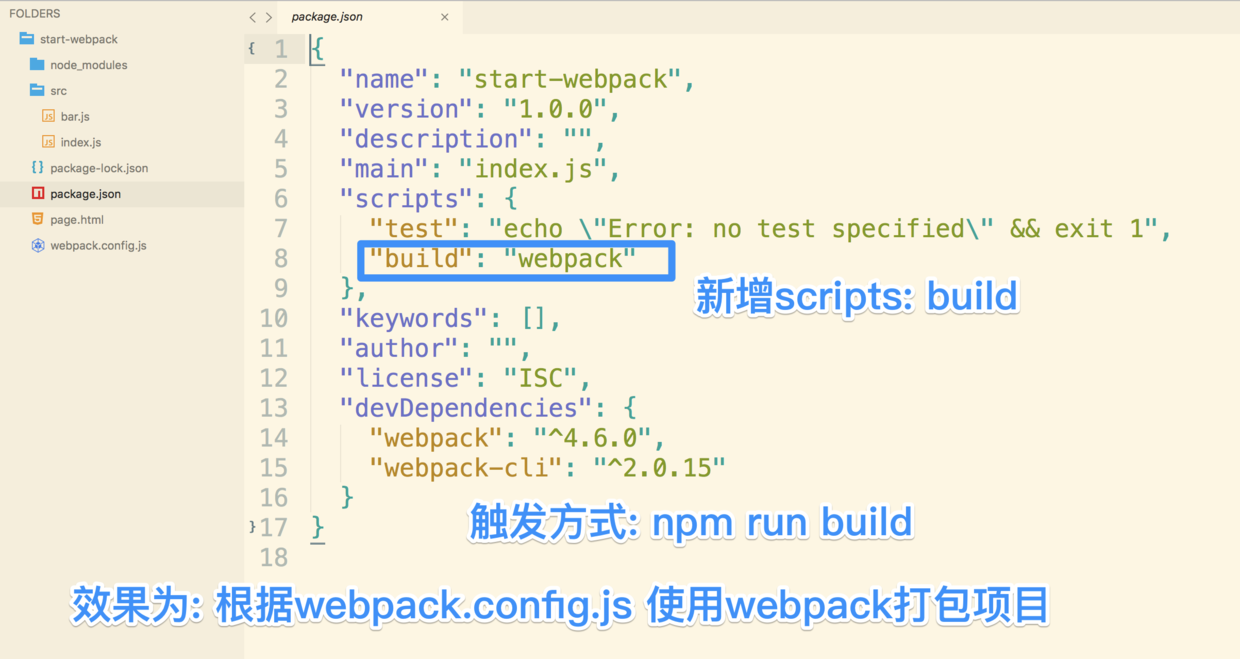 FOLDERS
start-webpack
node_modules
src
bar.js
index.js
package-lock.json
package.json
page.html
webpack.config.js
package.json
1 {
2 "name": "start-webpack",
3 "version": "1.0.0",
4 "description": "",
5 "main": "index.js",
6 "scripts": {
7 "test": "echo \"Error: no test specified\" && exit 1",
8 "build": "webpack"
9 },
新增scripts: build
10 "keywords": [],
11 "author": "",
12 "license": "ISC",
13 "devDependencies": {
14 "webpack": "^4.6.0",
15 "webpack-cli": "^2.0.15"
16 }
17 }
触发方式: npm run build
18
效果为: 根据webpack.config.js 使用webpack打包项目